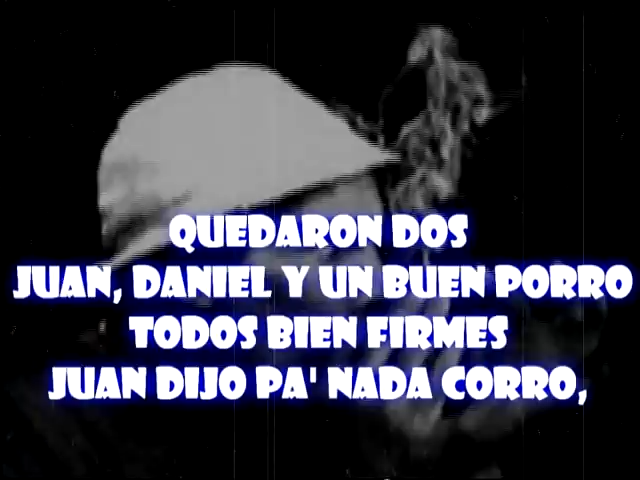 QUEDARON DOS
JUAN, DANIEL Y UN BUEN PORRO
TODOS BIEN FIRMES
JUAN DIJO PA' NADA CORRO,